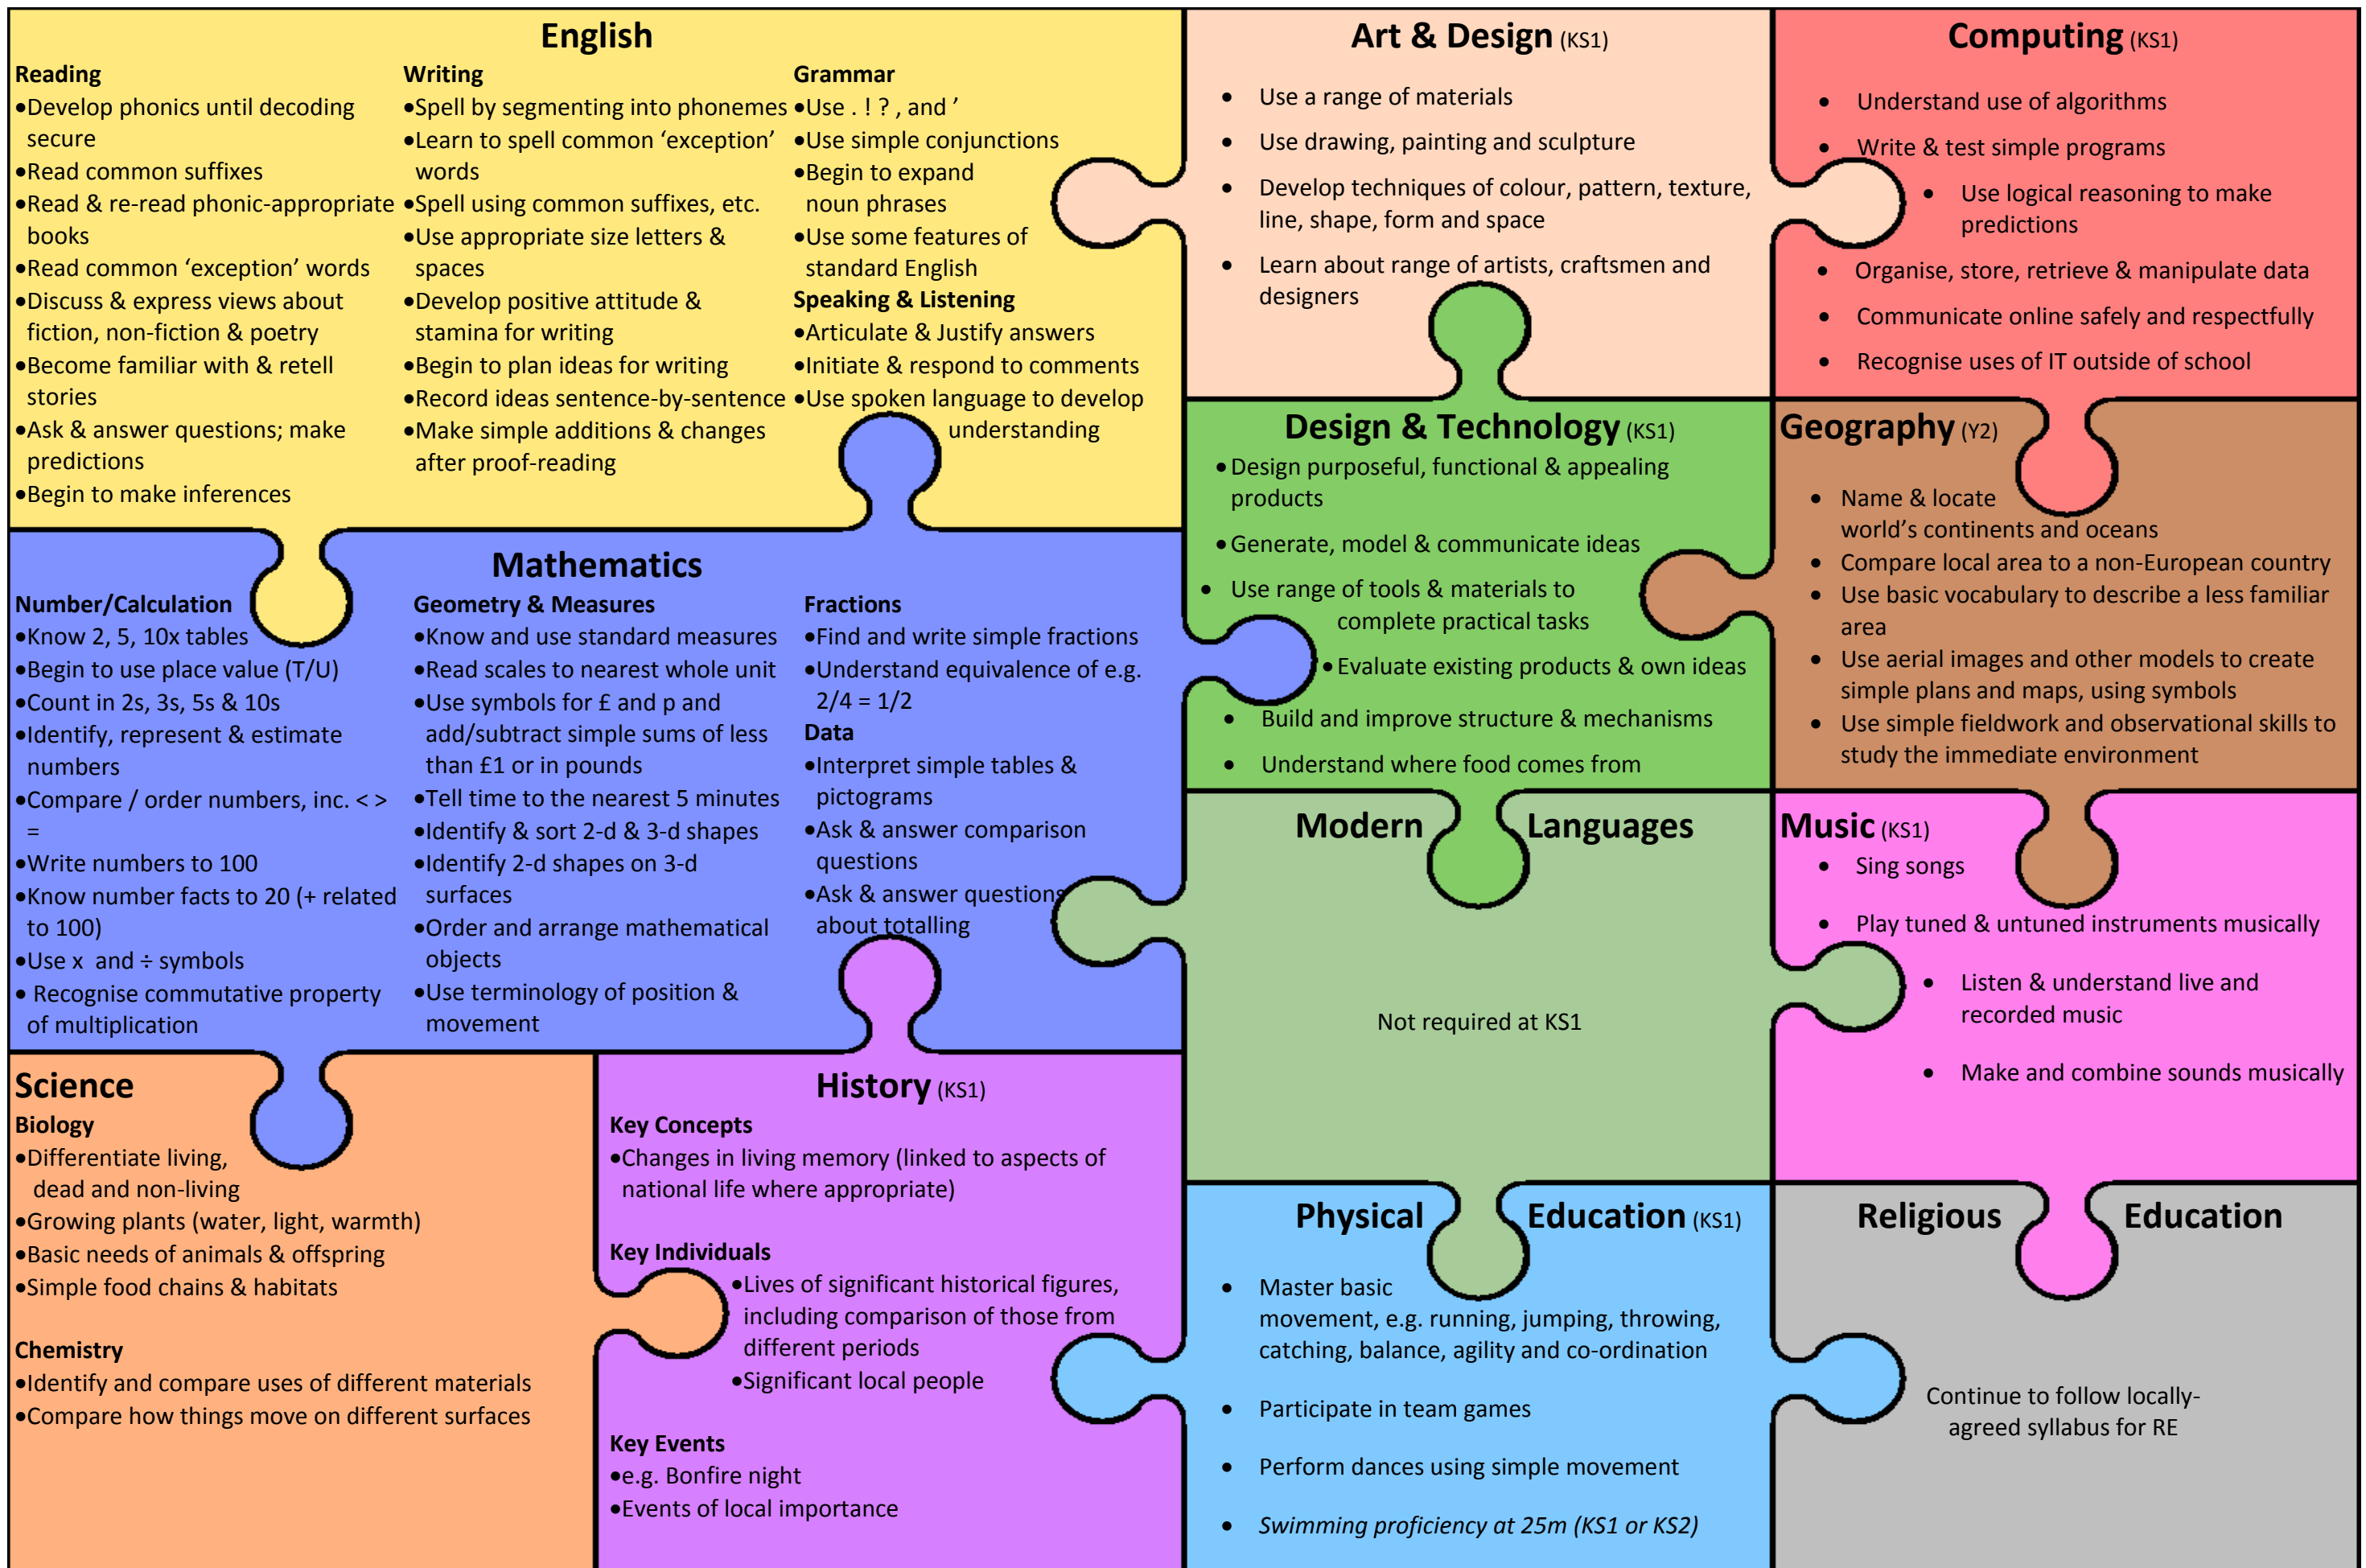 English
Reading
•Develop phonics until decoding
secure
•Read common suffixes
•Read & re-read phonic-appropriate
books
•Read common ‘exception’ words
•Discuss & express views about
fiction, non-fiction & poetry
•Become familiar with & retell
stories
•Ask & answer questions; make
predictions
•Begin to make inferences
Writing
•Spell by segmenting into phonemes
•Learn to spell common ‘exception’
words
•Spell using common suffixes, etc.
•Use appropriate size letters &
spaces
•Develop positive attitude &
stamina for writing
•Begin to plan ideas for writing
•Record ideas sentence-by-sentence
•Make simple additions & changes
after proof-reading
Grammar
•Use . ! ? , and ’
•Use simple conjunctions
•Begin to expand
noun phrases
•Use some features of
standard English
Speaking & Listening
•Articulate & Justify answers
•Initiate & respond to comments
•Use spoken language to develop
understanding
Art & Design (KS1)
• Use a range of materials
• Use drawing, painting and sculpture
• Develop techniques of colour, pattern, texture,
line, shape, form and space
• Learn about range of artists, craftsmen and
designers
Computing (KS1)
• Understand use of algorithms
• Write & test simple programs
• Use logical reasoning to make
predictions
• Organise, store, retrieve & manipulate data
• Communicate online safely and respectfully
• Recognise uses of IT outside of school
Mathematics
Number/Calculation
•Know 2, 5, 10x tables
•Begin to use place value (T/U)
•Count in 2s, 3s, 5s & 10s
•Identify, represent & estimate
numbers
•Compare / order numbers, inc. < >
=
•Write numbers to 100
•Know number facts to 20 (+ related
to 100)
•Use x and ÷ symbols
• Recognise commutative property
of multiplication
Geometry & Measures
•Know and use standard measures
•Read scales to nearest whole unit
•Use symbols for £ and p and
add/subtract simple sums of less
than £1 or in pounds
•Tell time to the nearest 5 minutes
•Identify & sort 2-d & 3-d shapes
•Identify 2-d shapes on 3-d
surfaces
•Order and arrange mathematical
objects
•Use terminology of position &
movement
Fractions
•Find and write simple fractions
•Understand equivalence of e.g.
2/4 = 1/2
Data
•Interpret simple tables &
pictograms
•Ask & answer comparison
questions
•Ask & answer questions
about totalling
Design & Technology (KS1)
• Design purposeful, functional & appealing
products
• Generate, model & communicate ideas
• Use range of tools & materials to
complete practical tasks
• Evaluate existing products & own ideas
• Build and improve structure & mechanisms
• Understand where food comes from
Geography (Y2)
• Name & locate
world’s continents and oceans
• Compare local area to a non-European country
• Use basic vocabulary to describe a less familiar
area
• Use aerial images and other models to create
simple plans and maps, using symbols
• Use simple fieldwork and observational skills to
study the immediate environment
Modern Languages
Not required at KS1
Music (KS1)
• Sing songs
• Play tuned & untuned instruments musically
• Listen & understand live and
recorded music
• Make and combine sounds musically
Science
Biology
•Differentiate living,
dead and non-living
•Growing plants (water, light, warmth)
•Basic needs of animals & offspring
•Simple food chains & habitats
Chemistry
•Identify and compare uses of different materials
•Compare how things move on different surfaces
History (KS1)
Key Concepts
•Changes in living memory (linked to aspects of
national life where appropriate)
Key Individuals
•Lives of significant historical figures,
including comparison of those from
different periods
•Significant local people
Key Events
•e.g. Bonfire night
•Events of local importance
Physical Education (KS1)
• Master basic
movement, e.g. running, jumping, throwing,
catching, balance, agility and co-ordination
• Participate in team games
• Perform dances using simple movement
• Swimming proficiency at 25m (KS1 or KS2)
Religious Education
Continue to follow locally-
agreed syllabus for RE